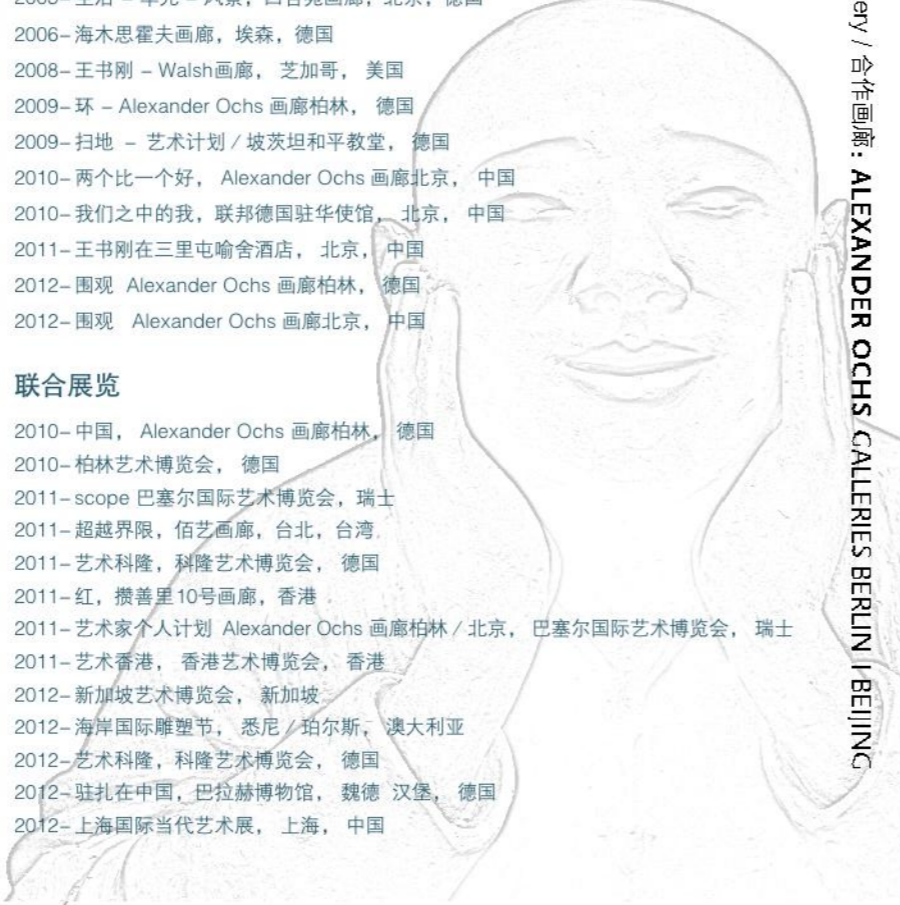 2006–海木思霍夫画廊，埃森，德国
2008–王书刚 – Walsh画廊， 芝加哥， 美国
2009–环 – Alexander Ochs 画廊柏林， 德国
2009–扫地 – 艺术计划 / 坡茨坦和平教堂， 德国
2010–两个比一个好， Alexander Ochs 画廊北京， 中国
2010–我们之中的我，联邦德国驻华使馆， 北京， 中国
2011–王书刚在三里屯喻舍酒店， 北京， 中国
2012–围观 Alexander Ochs 画廊柏林， 德国
2012–围观 Alexander Ochs 画廊北京， 中国
联合展览
2010–中国， Alexander Ochs 画廊柏林， 德国
2010–柏林艺术博览会， 德国
2011–scope 巴塞尔国际艺术博览会，瑞士
2011–超越界限，佰艺画廊，台北，台湾.
2011–艺术科隆，科隆艺术博览会， 德国
2011–红，攒善里10号画廊，香港
2011–艺术家个人计划 Alexander Ochs 画廊柏林 / 北京， 巴塞尔国际艺术博览会， 瑞士
2011–艺术香港， 香港艺术博览会， 香港
2012–新加坡艺术博览会， 新加坡
2012–海岸国际雕塑节， 悉尼 / 珀尔斯， 澳大利亚
2012–艺术科隆，科隆艺术博览会， 德国
2012–驻扎在中国，巴拉赫博物馆， 魏德 汉堡， 德国
2012–上海国际当代艺术展， 上海， 中国
ery / 合作画廊: ALEXANDER OCHS GALLERIES BERLIN | BEIJING